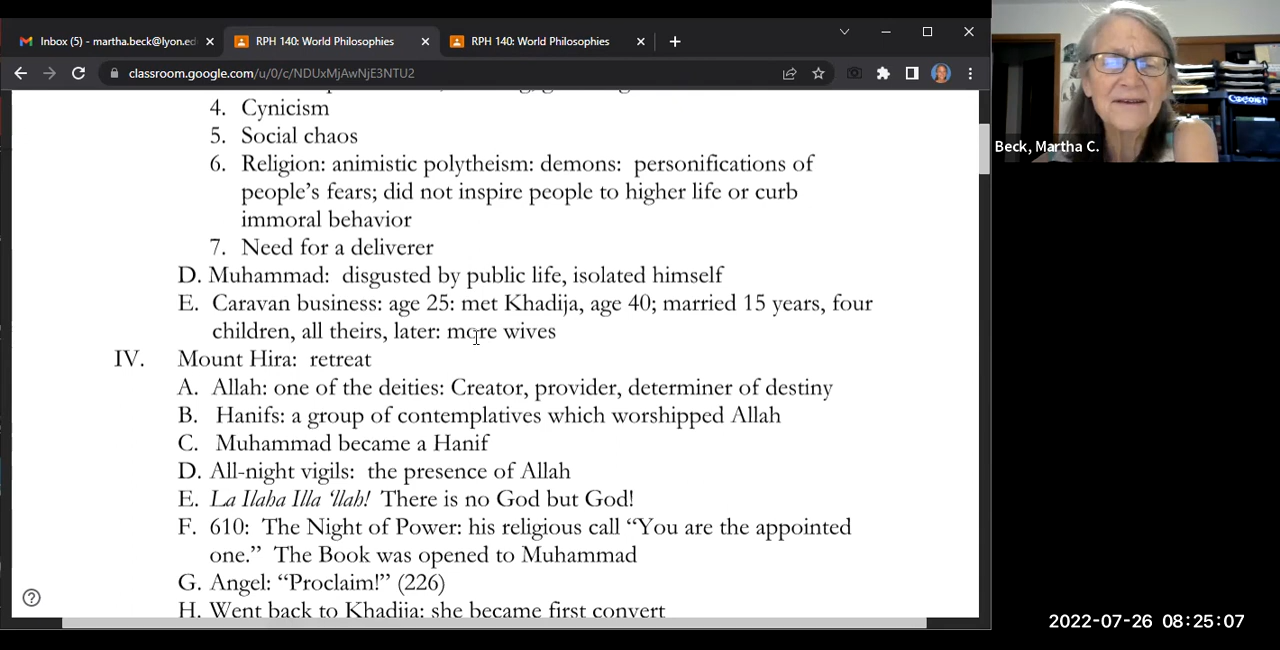 Inbox (5) - martha.beck@lyon.ed
RPH 140: World Philosophies
RPH 140: World Philosophies
classroom.google.com/u/0/c/NDUxMjAwNjE3NTU2
4. Cynicism
5. Social chaos
6. Religion: animistic polytheism: demons: personifications of
people's fears; did not inspire people to higher life or curb
immoral behavior
7. Need for a deliverer
D. Muhammad: disgusted by public life, isolated himself
E. Caravan business: age 25: met Khadija, age 40; married 15 years, four
children, all theirs, later: more wives
IV. Mount Hira: retreat
A. Allah: one of the deities: Creator, provider, determiner of destiny
B. Hanifs: a group of contemplatives which worshipped Allah
C. Muhammad became a Hanif
D. All-night vigils: the presence of Allah
E. La Ilaha Illa 'llah! There is no God but God!
F. 610: The Night of Power: his religious call “You are the appointed
one.” The Book was opened to Muhammad
G. Angel: “Proclaim!” (226)
H. Went back to Khadija: she became first convert
Beck, Martha C.
2022-07-26 08:25:07